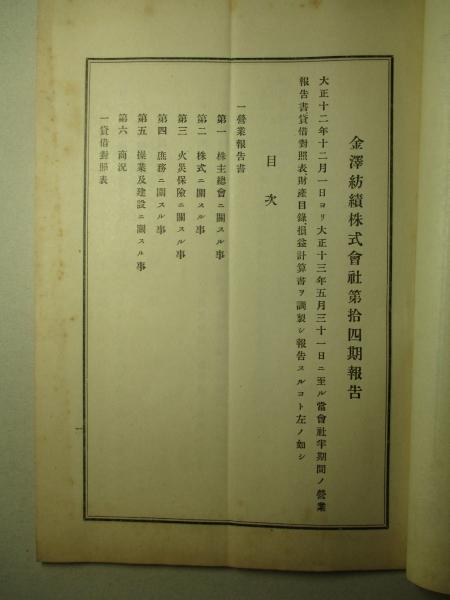 金澤紡績株式會社第拾四期報告
大正十二年十二月一日ヨリ大正十三年五月三十一日ニ至ル當會社半期間ノ營業
報告書貸借對照表財產目錄損益計算書ヲ調製シ報告スルコト左ノ如シ
目次
一營業報告書
第一 株主總會ニ關スル事
第二 株式ニ關スル事
第三 火災保險ニ關スル事
第四 庶務ニ關スル事
第五 操業及建設ニ關スル事
第六 商況
一貸借對照表